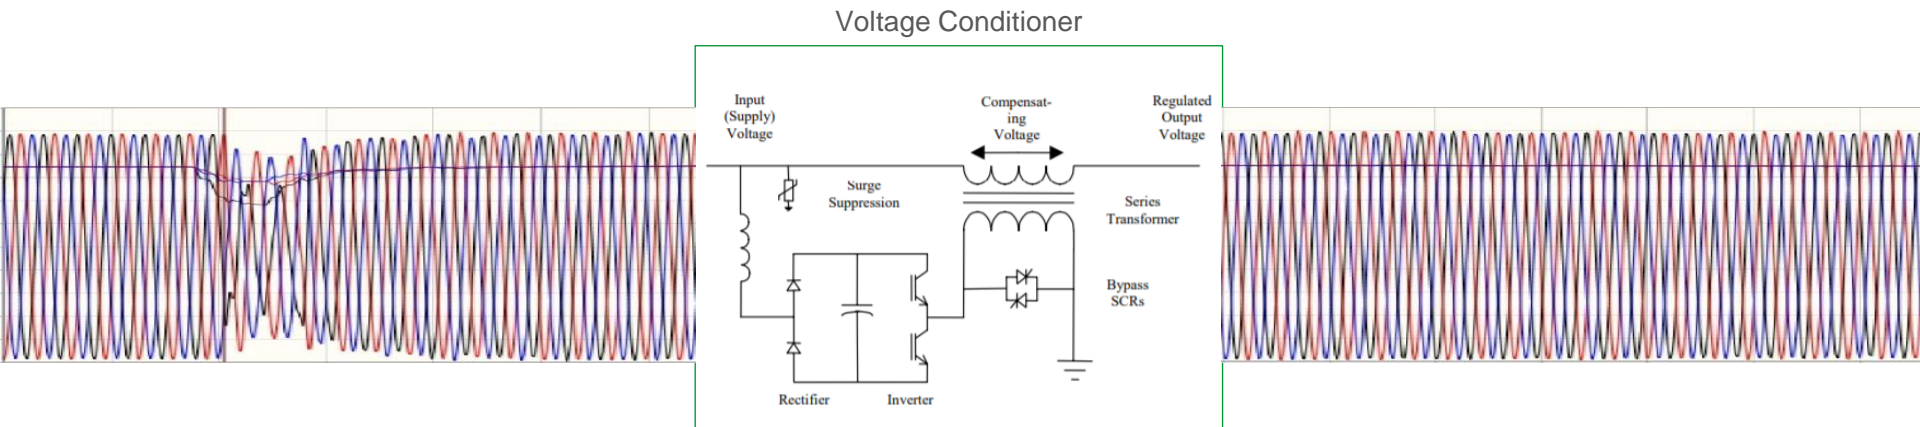 Voltage Conditioner
Input
(Supply)
Voltage
Compensat-
ing
Voltage
Regulated
Output
Voltage
Surge
Suppression
Series
Transformer
Bypass
SCRs
Rectifier
Inverter